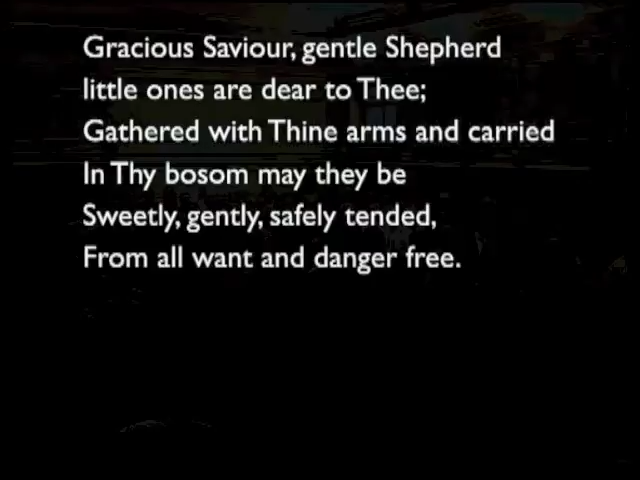 Gracious Saviour, gentle Shepherd
little ones are dear to Thee;
Gathered with Thine arms and carried
In Thy bosom may they be
Sweetly, gently, safely tended,
From all want and danger free.